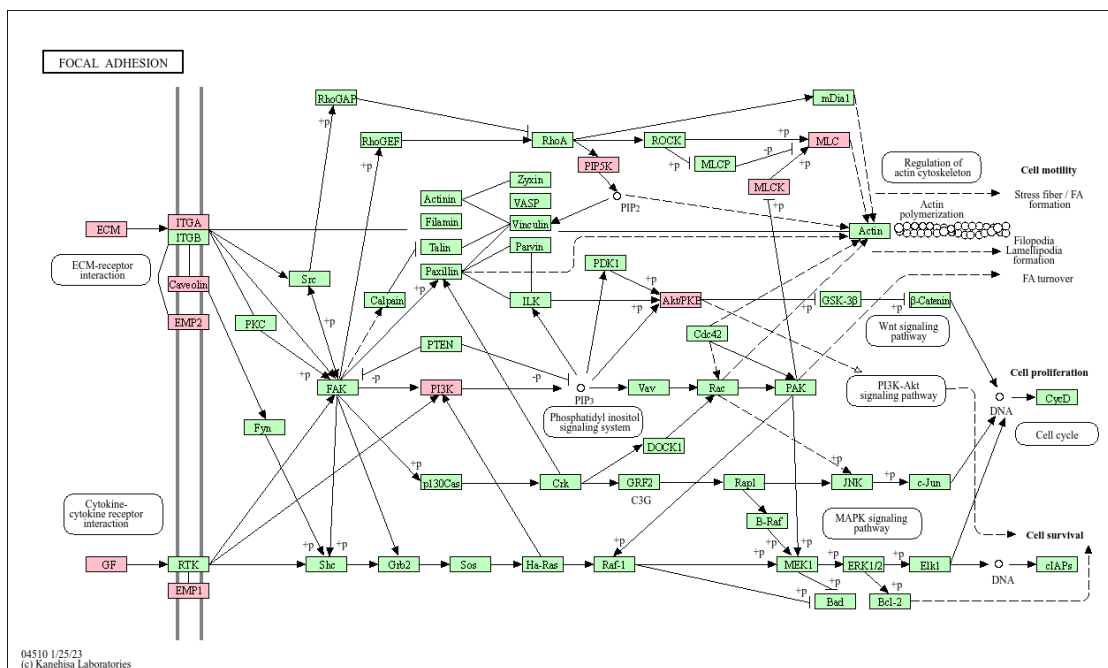 FOCAL ADHESION
RhoGAP
mDia1
+p
RhoGEF
RhoA
ROCK
+p
MLC
+p
-p
+p
MLCP
+p
PIP5K
MLCK
Regulation of
actin cytoskeleton
Cell motility
Stress fiber / FA
formation
Zyxin
Actinin
VASP
PIP2
+p
Actin
polymerization
ECM
ITGA
ITGB
Filamin
Vinculin
Actin
Talin
Parvin
Filopodia
Lamellipodia
formation
ECM-receptor
interaction
Src
Paxillin
PDK1
+p
FA turnover
Caveolin
Calpain
+p
ILK
+p
Akt/PKB
GSK-3β
β-Catenin
EMP2
PKC
+p
Wnt signaling
pathway
PTEN
Cdc42
+p
-p
-p
FAK
PI3K
PIP3
Vav
Rac
PAK
PI3K-Akt
signaling pathway
Cell proliferation
DNA
CycD
Phosphatidyl inositol
signaling system
Fyn
DOCK1
Cell cycle
+p
+p
p130Cas
Crk
GRF2
Rap1
JNK
+p
c-Jun
C3G
Cytokine-
cytokine receptor
interaction
B-Raf
MAPK signaling
pathway
+p
+p
+p
+p
+p
Cell survival
+p
+p
+p
GF
RTK
Shc
Grb2
Sos
Ha-Ras
Raf-1
MEK1
ERK1/2
Elk1
DNA
cIAPs
EMP1
+p
Bad
Bcl-2
04510 1/25/23
(c) Kanehisa Laboratories